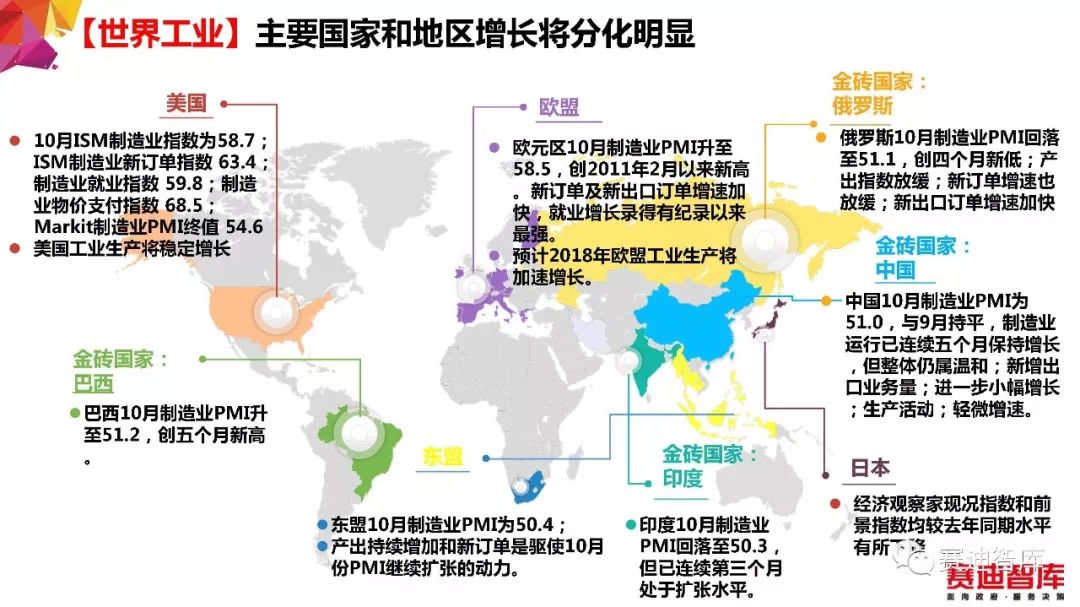 【世界工业】主要国家和地区增长将分化明显
美国
10月ISM制造业指数为58.7；
ISM制造业新订单指数 63.4；
制造业就业指数 59.8；制造
业物价支付指数 68.5；
Markit制造业PMI终值 54.6
美国工业生产将稳定增长
欧盟
欧元区10月制造业PMI升至
58.5，创2011年2月以来新高
。新订单及新出口订单增速加
快，就业增长录得有纪录以来
最强。
预计2018年欧盟工业生产将
加速增长。
金砖国家：
俄罗斯
俄罗斯10月制造业PMI回落
至51.1，创四个月新低；产
出指数放缓；新订单增速也
放缓；新出口订单增速加快
金砖国家：
中国
中国10月制造业PMI为
51.0，与9月持平，制造业
运行已连续五个月保持增长
，但整体仍属温和；新增出
口业务量；进一步小幅增长
；生产活动；轻微增速。
金砖国家：
巴西
巴西10月制造业PMI升
至51.2，创五个月新高
。
东盟
东盟10月制造业PMI为50.4；
产出持续增加和新订单是驱使10月
份PMI继续扩张的动力。
金砖国家：
印度
印度10月制造业
PMI回落至50.3，
但已连续第三个月
处于扩张水平。
日本
经济观察家现况指数和前
景指数均较去年同期水平
有所下降
赛迪智库
赛迪智库
面向政府·服务决策